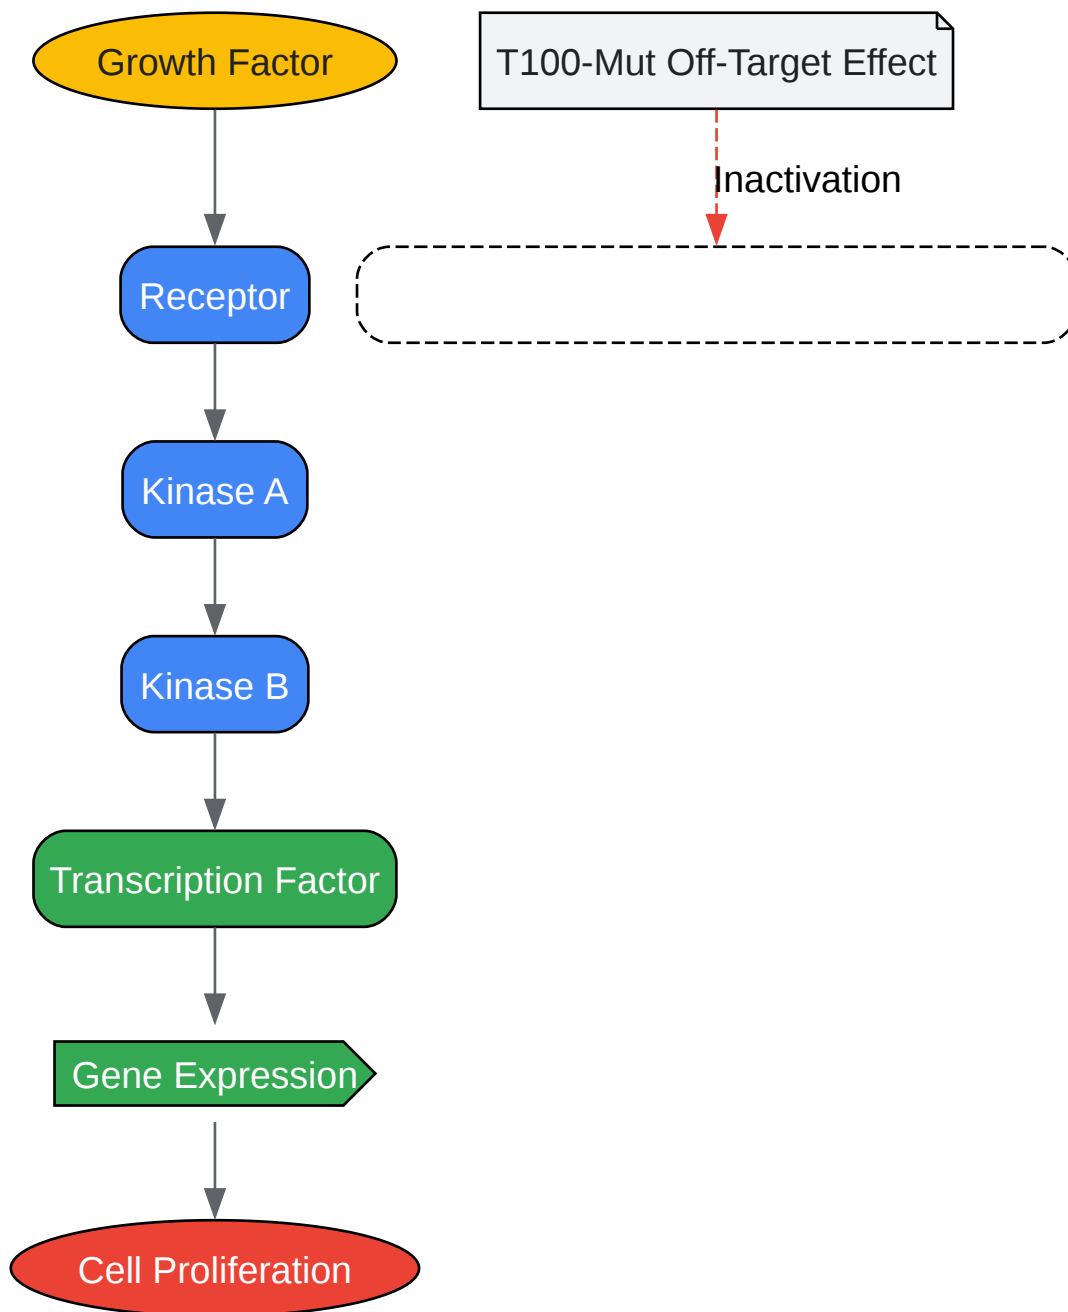 Growth Factor
T100-Mut Off-Target Effect
Inactivation
Receptor
Kinase A
Kinase B
Transcription Factor
Gene Expression
Cell Proliferation